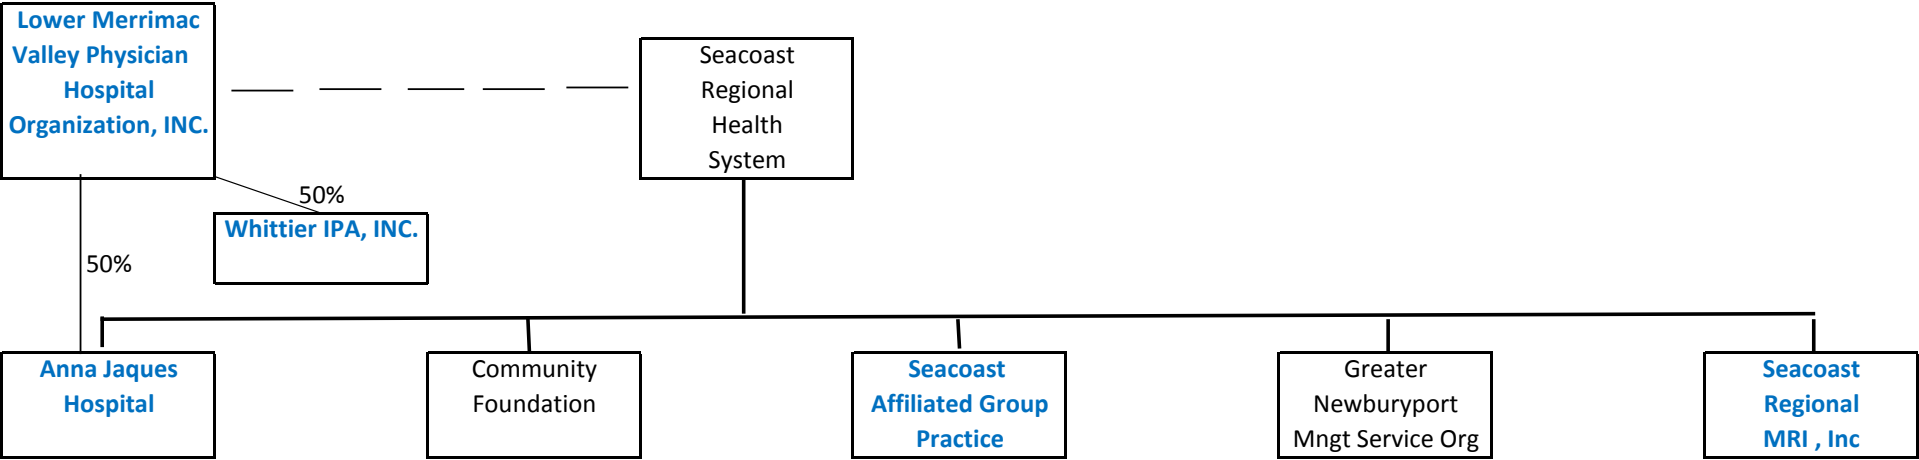 Lower Merrimac
Valley Physician
Hospital
Organization, INC.
Seacoast
Regional
Health
System
50%
Whittier IPA, INC.
50%
Anna Jaques
Hospital
Community
Foundation
Seacoast
Affiliated Group
Practice
Greater
Newburyport
Mngt Service Org
Seacoast
Regional
MRI , Inc